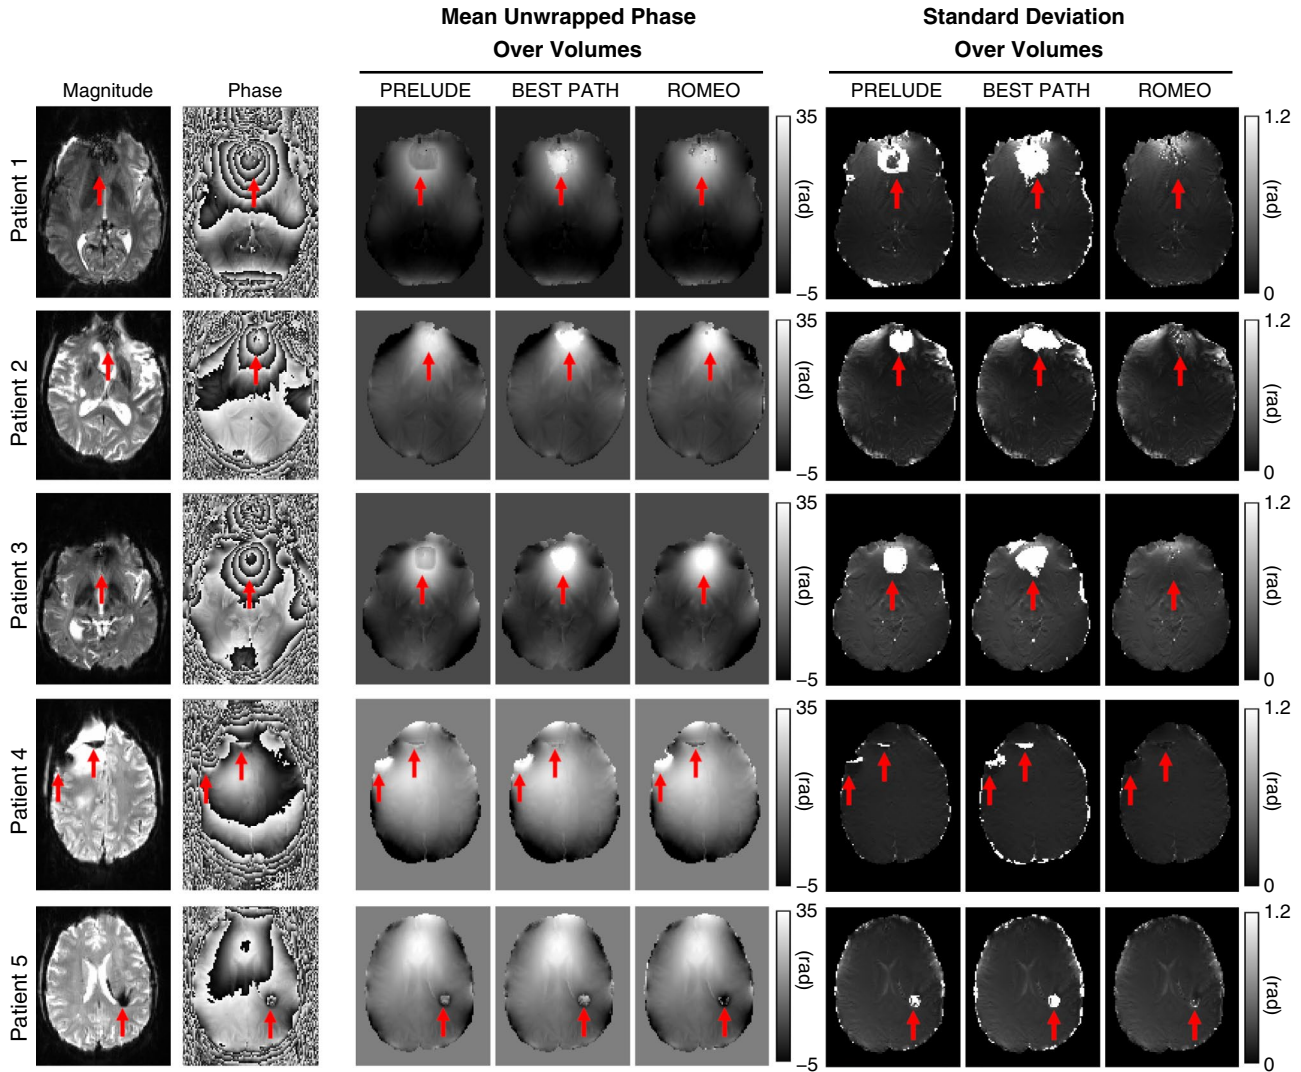 Mean Unwrapped Phase
Over Volumes
Standard Deviation
Over Volumes
Magnitude
Phase
PRELUDE
BEST PATH
ROMEO
PRELUDE
BEST PATH
ROMEO
Patient 1
35
(rad)
−5
1.2
(rad)
0
Patient 2
35
(rad)
−5
1.2
(rad)
0
Patient 3
35
(rad)
−5
1.2
(rad)
0
Patient 4
35
(rad)
−5
1.2
(rad)
0
Patient 5
35
(rad)
−5
1.2
(rad)
0